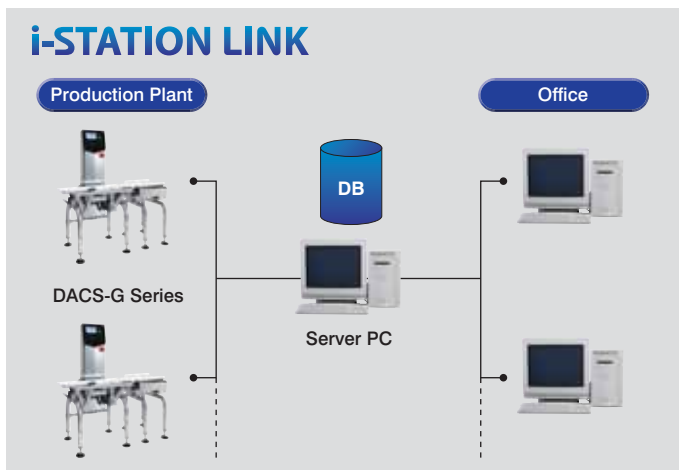 i-STATION LINK
Production Plant
Office
DB
DACS-G Series
Server PC